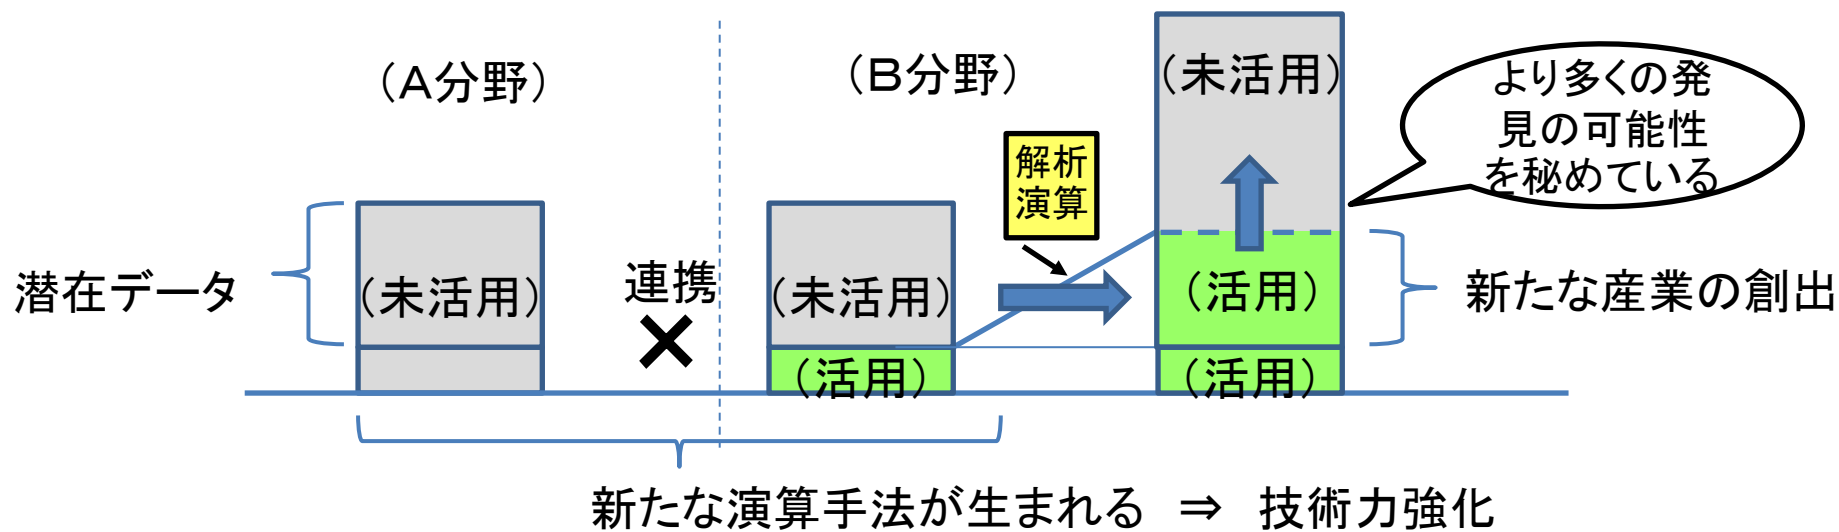 （A分野）
（B分野）
（未活用）
より多くの発
見の可能性
を秘めている
解析
演算
潜在データ
（未活用）
連携
×
（未活用）
（活用）
新たな産業の創出
（活用）
（活用）
新たな演算手法が生まれる ⇒ 技術力強化